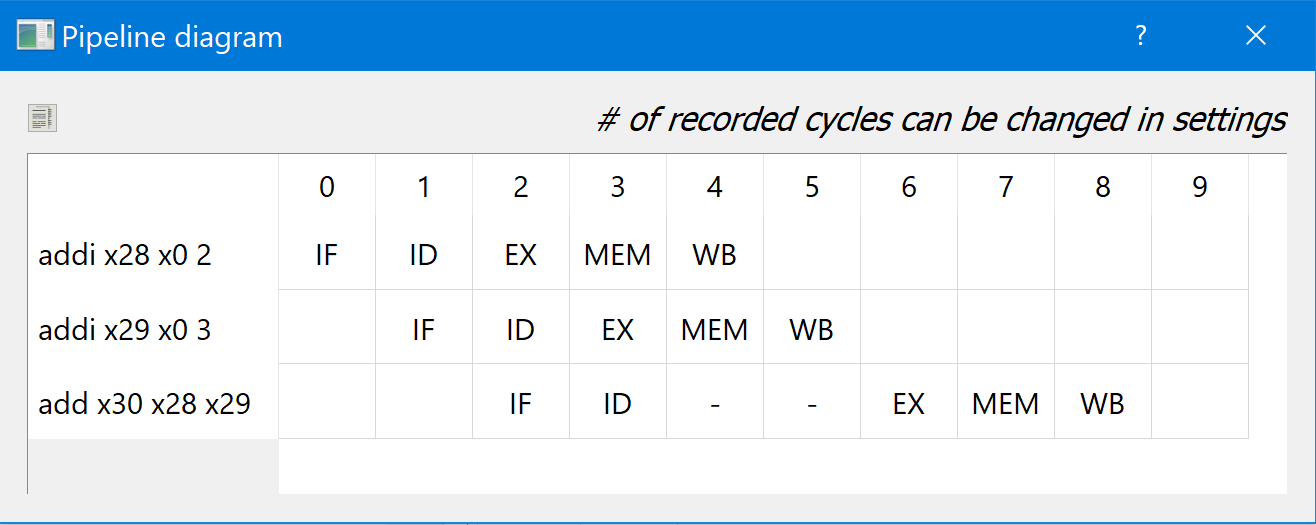 Pipeline diagram ?
# of recorded cycles can be changed in settings
0 1 2 3 4 5 6 7 8 9
addi x28 x0 2 IF ID EX MEM WB
addi x29 x0 3 IF ID EX MEM WB
add x30 x28 x29 IF ID - - EX MEM WB